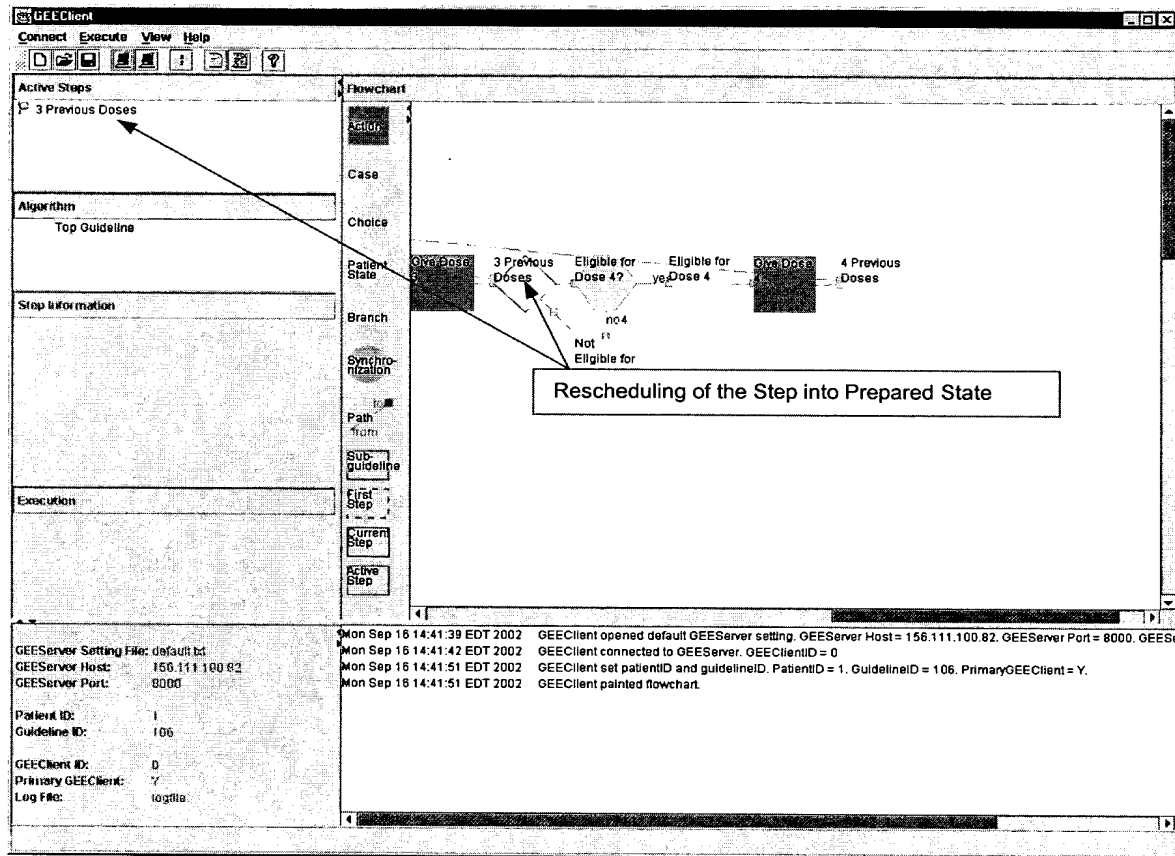 GEEClient
Connect Execute View Help
Active Steps
3 Previous Doses
Algorithm
Top Guideline
Step Information
Execution
Flowchart
Action
Case
Choice
Patient
State
Branch
Synchro-
nization
to
Path
from
Sub-
guideline
First
Step
Current
Step
Active
Step
Give Dose
3 Previous
Doses
Eligible for
Dose 4?
yes
Eligible for
Dose 4
Give Dose
4 Previous
Doses
no
Not
Eligible for
Rescheduling of the Step into Prepared State
GEEServer Setting File: default.txt
GEEServer Host: 156.111.100.82
GEEServer Port: 8000
Patient ID: 1
Guideline ID: 106
GEEClient ID: 0
Primary GEEClient: Y
Log File: logfile
Mon Sep 16 14:41:39 EDT 2002 GEEClient opened default GEEServer setting. GEEServer Host = 156.111.100.82. GEEServer Port = 8000. GEES
Mon Sep 16 14:41:42 EDT 2002 GEEClient connected to GEEServer. GEEClientID = 0
Mon Sep 16 14:41:51 EDT 2002 GEEClient set patientID and guidelineID. PatientID = 1. GuidelineID = 106. PrimaryGEEClient = Y.
Mon Sep 16 14:41:51 EDT 2002 GEEClient painted flowchart.